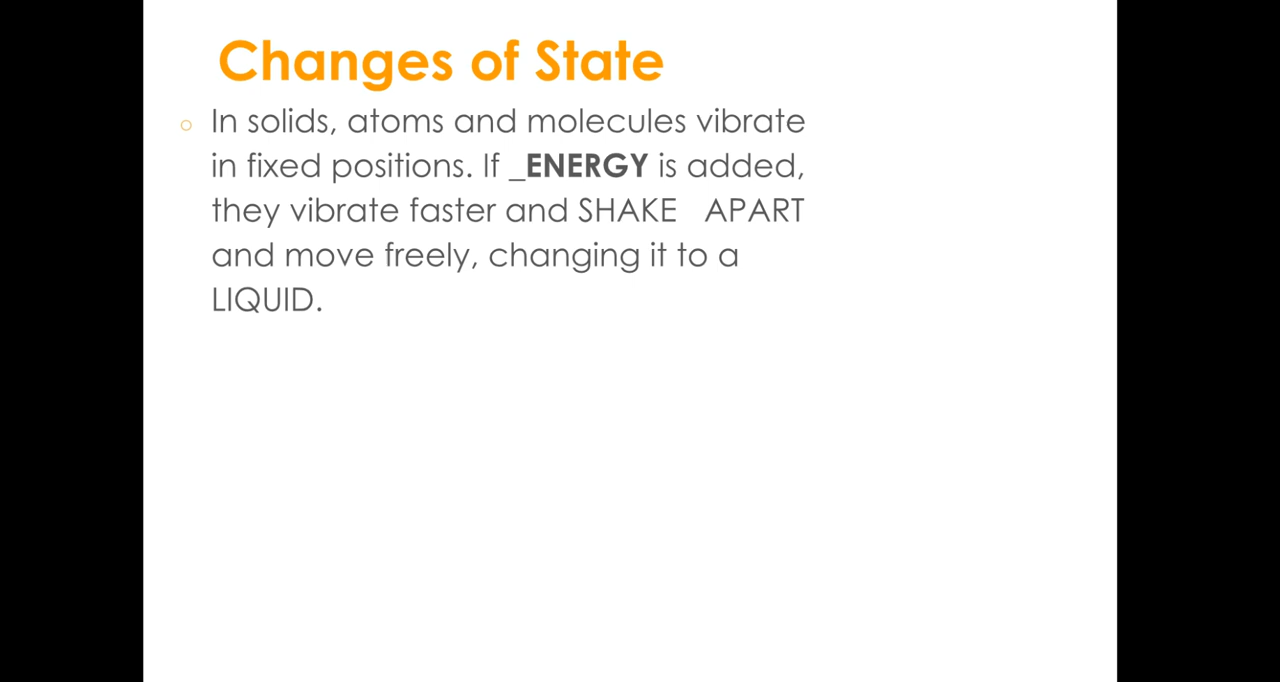 Changes of State
In solids, atoms and molecules vibrate
in fixed positions. If _ENERGY is added,
they vibrate faster and SHAKE   APART
and move freely, changing it to a
LIQUID.